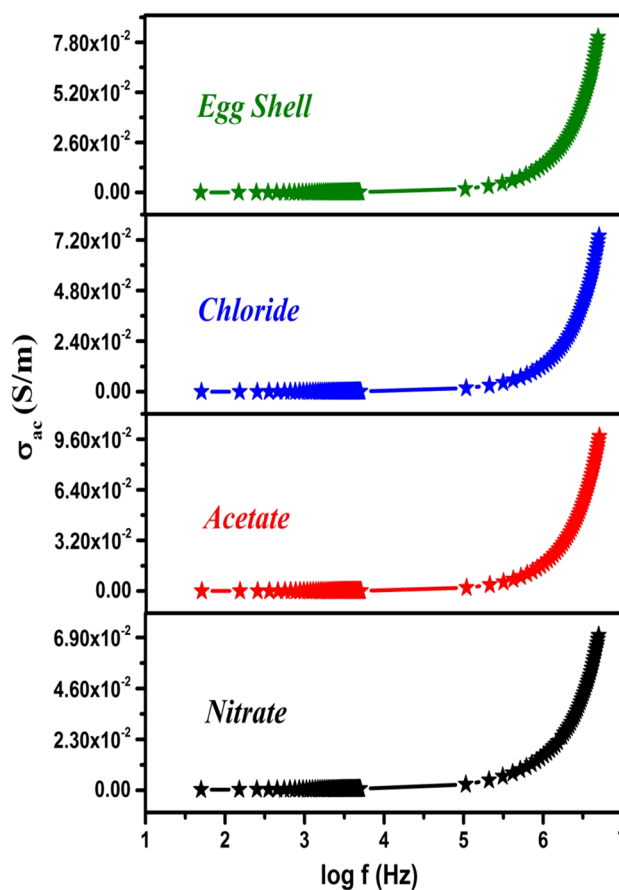 7.80x10⁻²
5.20x10⁻²
2.60x10⁻²
0.00
Egg Shell
7.20x10⁻²
4.80x10⁻²
2.40x10⁻²
0.00
Chloride
σac (S/m)
9.60x10⁻²
6.40x10⁻²
3.20x10⁻²
0.00
Acetate
6.90x10⁻²
4.60x10⁻²
2.30x10⁻²
0.00
Nitrate
1 2 3 4 5 6 7
log f (Hz)